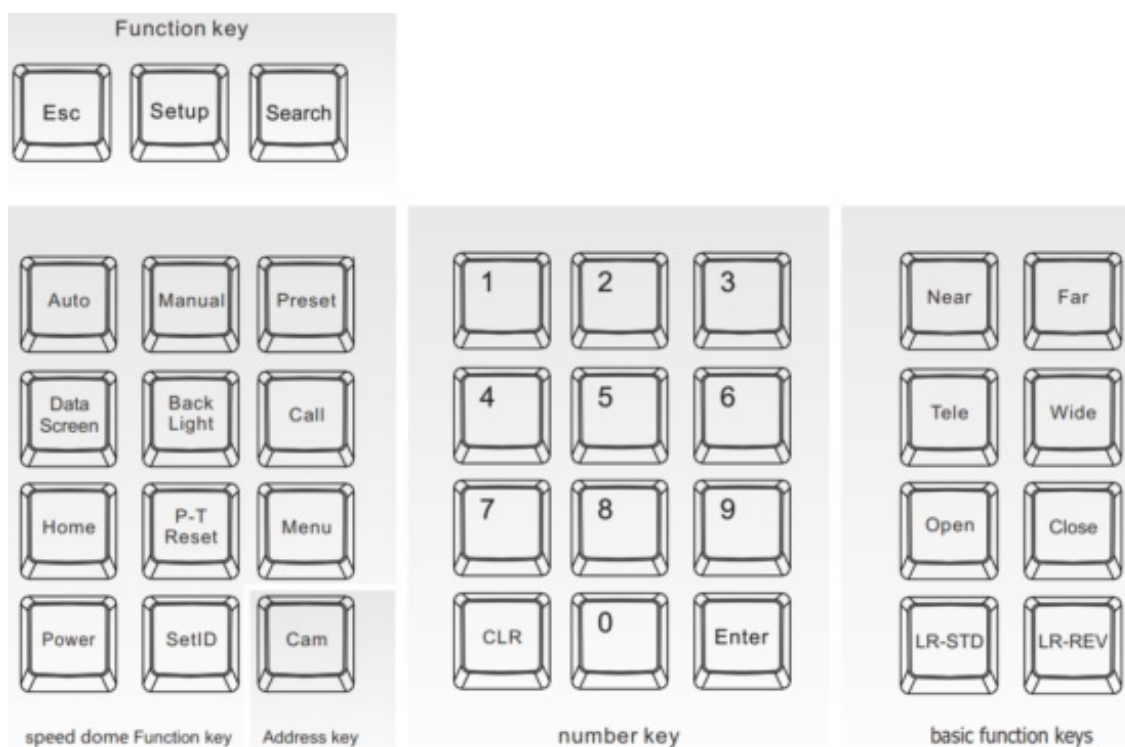 Function key
Esc Setup Search
Auto Manual Preset
Data Screen Back Light Call
Home P-T Reset Menu
Power SetID Cam
speed dome Function key Address key
1 2 3
4 5 6
7 8 9
CLR 0 Enter
number key
Near Far
Tele Wide
Open Close
LR-STD LR-REV
basic function keys